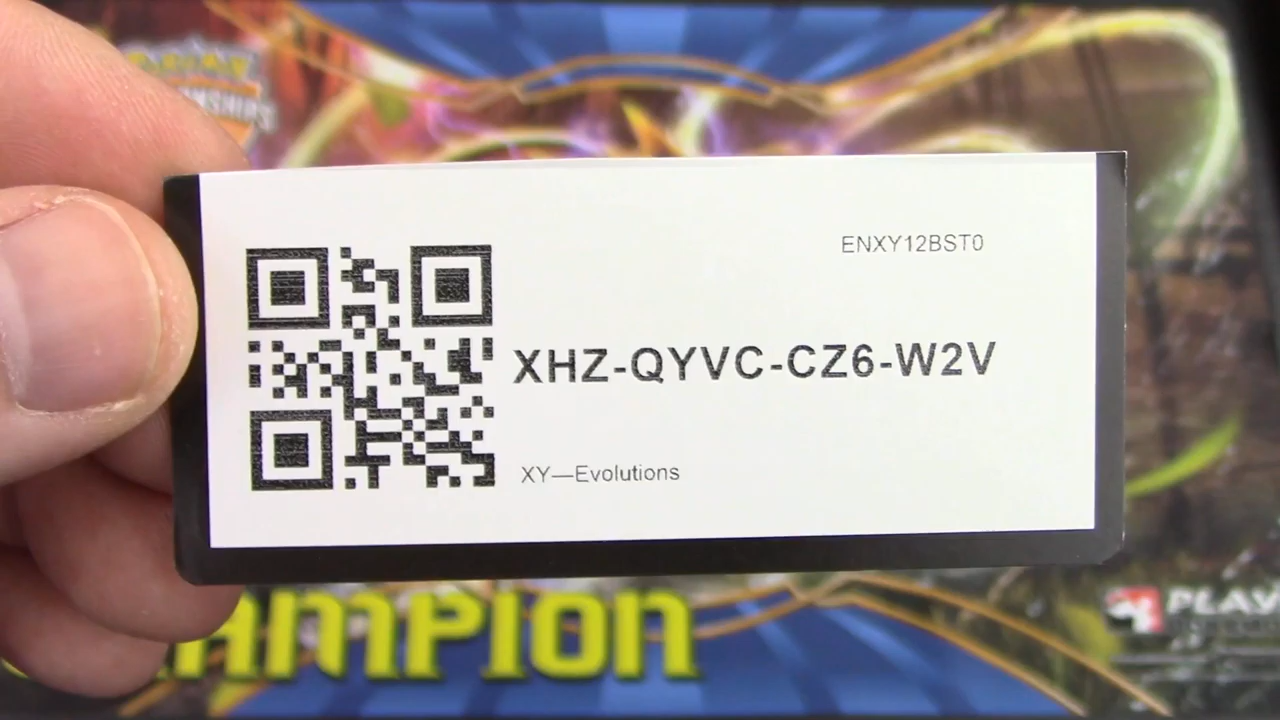 ENXY12BST0
XHZ-QYVC-CZ6-W2V
XY—Evolutions
AMPION
PLAY